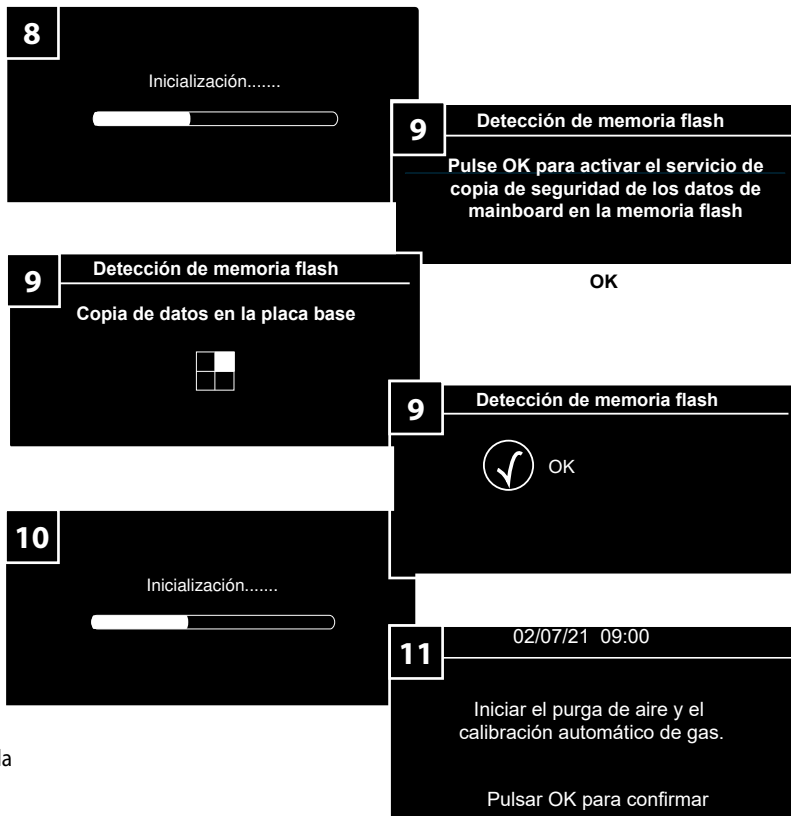 8
Inicialización.......
9
Detección de memoria flash
Pulse OK para activar el servicio de
copia de seguridad de los datos de
mainboard en la memoria flash
OK
9
Detección de memoria flash
Copia de datos en la placa base
9
Detección de memoria flash
OK
10
Inicialización.......
11
02/07/21 09:00
Iniciar el purga de aire y el
calibración automático de gas.
Pulsar OK para confirmar
la